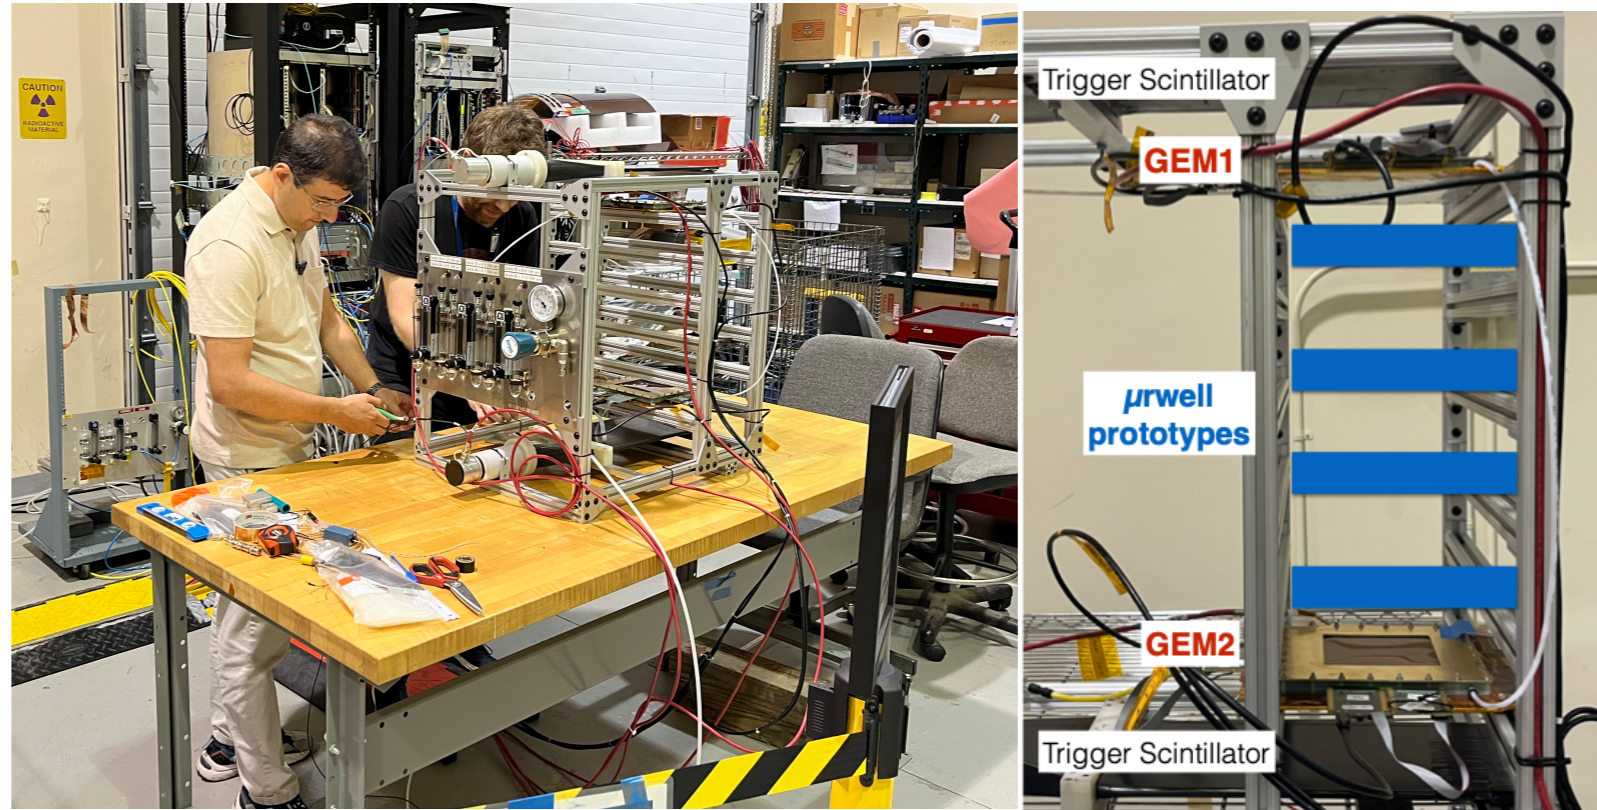 CAUTION
RADIOACTIVE
MATERIAL
Trigger Scintillator
GEM1
µrwell
prototypes
GEM2
Trigger Scintillator